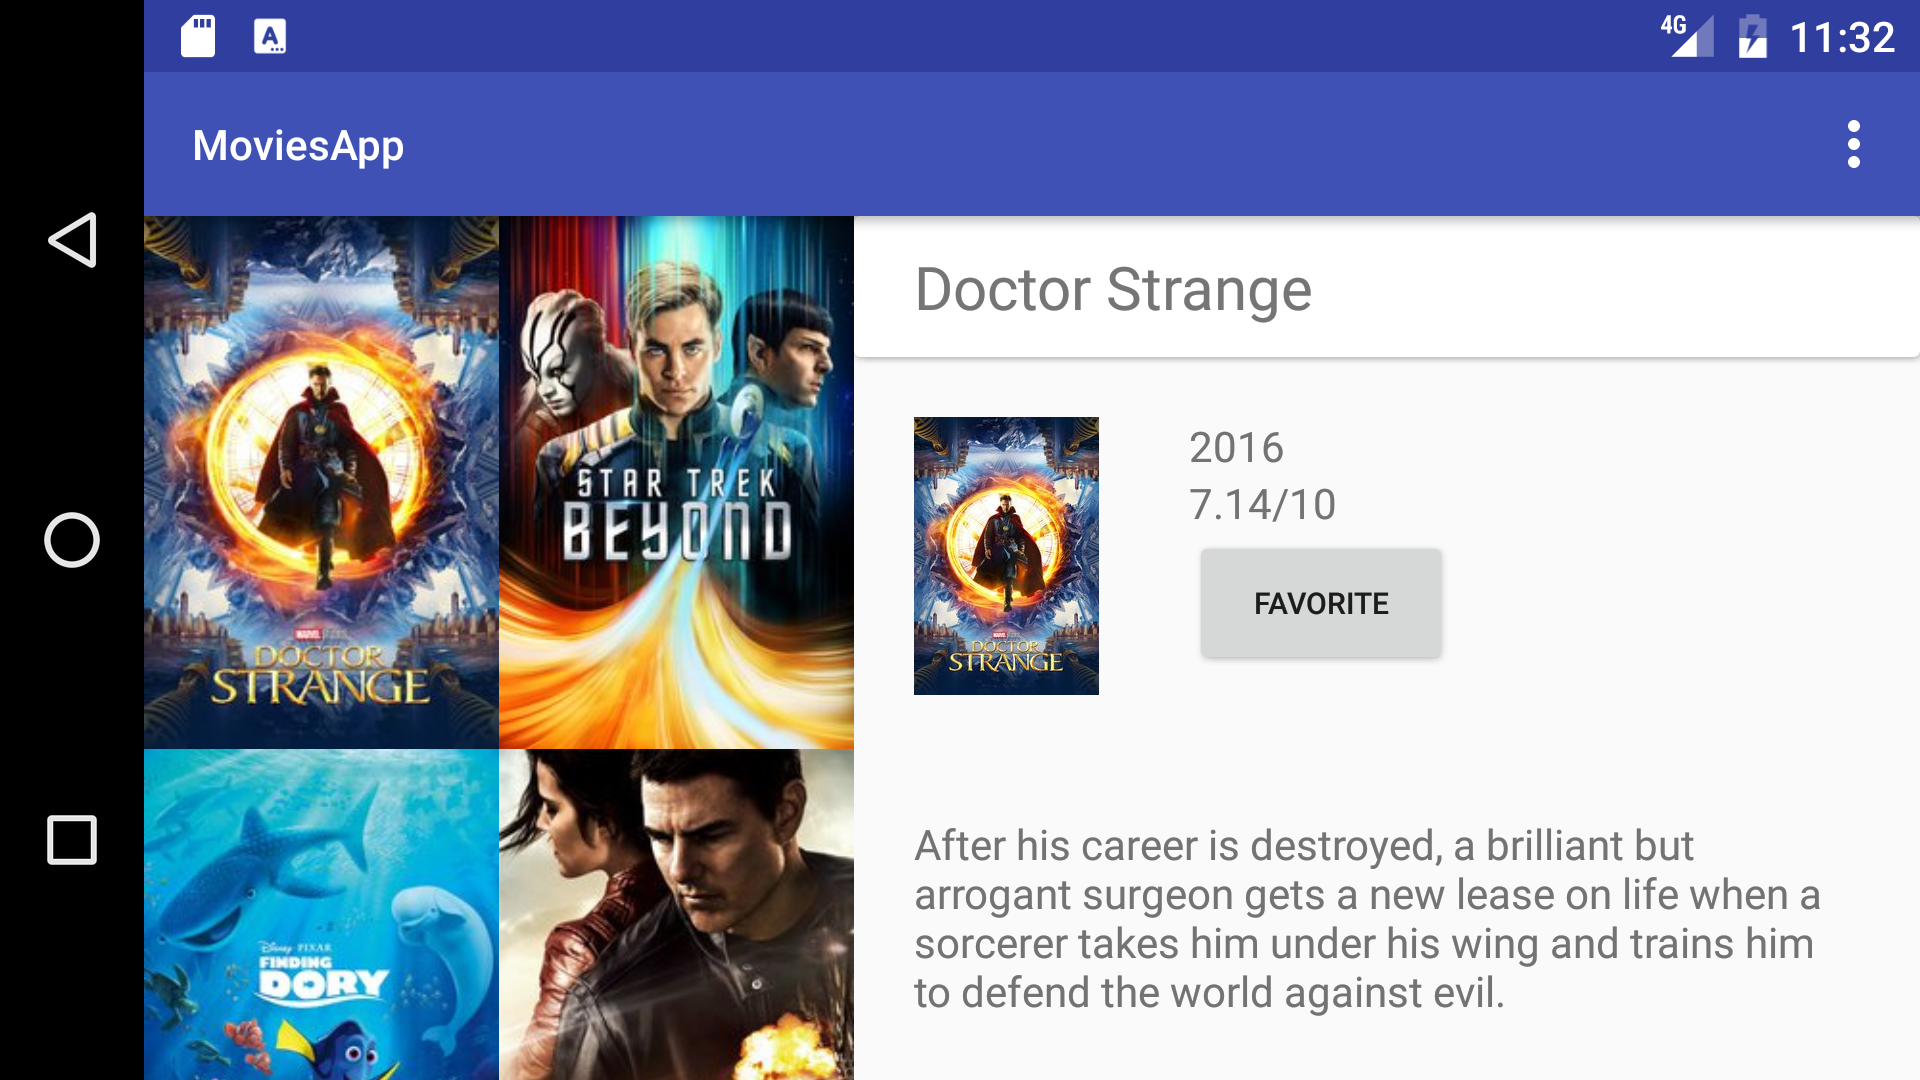 4G
11:32
MoviesApp
MARVEL STUDIOS
DOCTOR
STRANGE
STAR TREK
BEYOND
Disney PIXAR
FINDING
DORY
Doctor Strange
DOCTOR
STRANGE
2016
7.14/10
FAVORITE
After his career is destroyed, a brilliant but
arrogant surgeon gets a new lease on life when a
sorcerer takes him under his wing and trains him
to defend the world against evil.